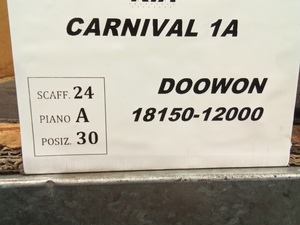 CARNIVAL 1A
DOOWON
18150-12000
SCAFF. 24
PIANO A
POSIZ. 30